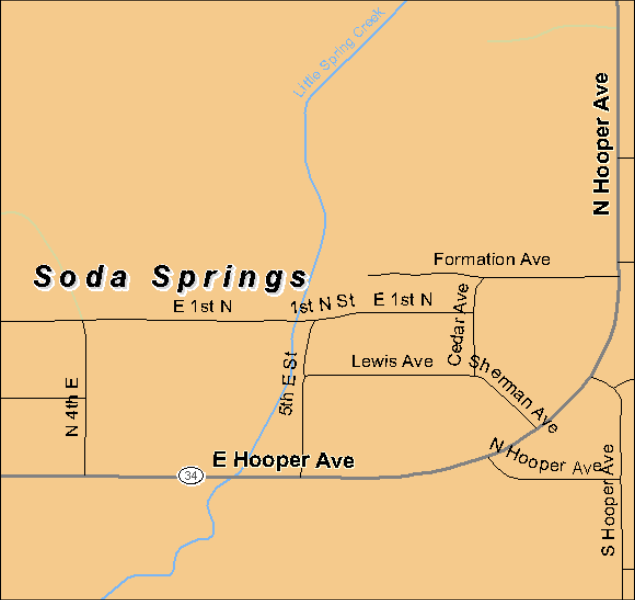 Little Spring Creek
N Hooper Ave
Formation Ave
Soda Springs
E 1st N
1st N St
E 1st N
Cedar Ave
Lewis Ave
Sherman Ave
5th E St
N 4th E
E Hooper Ave
34
N Hooper Ave
S Hooper Ave